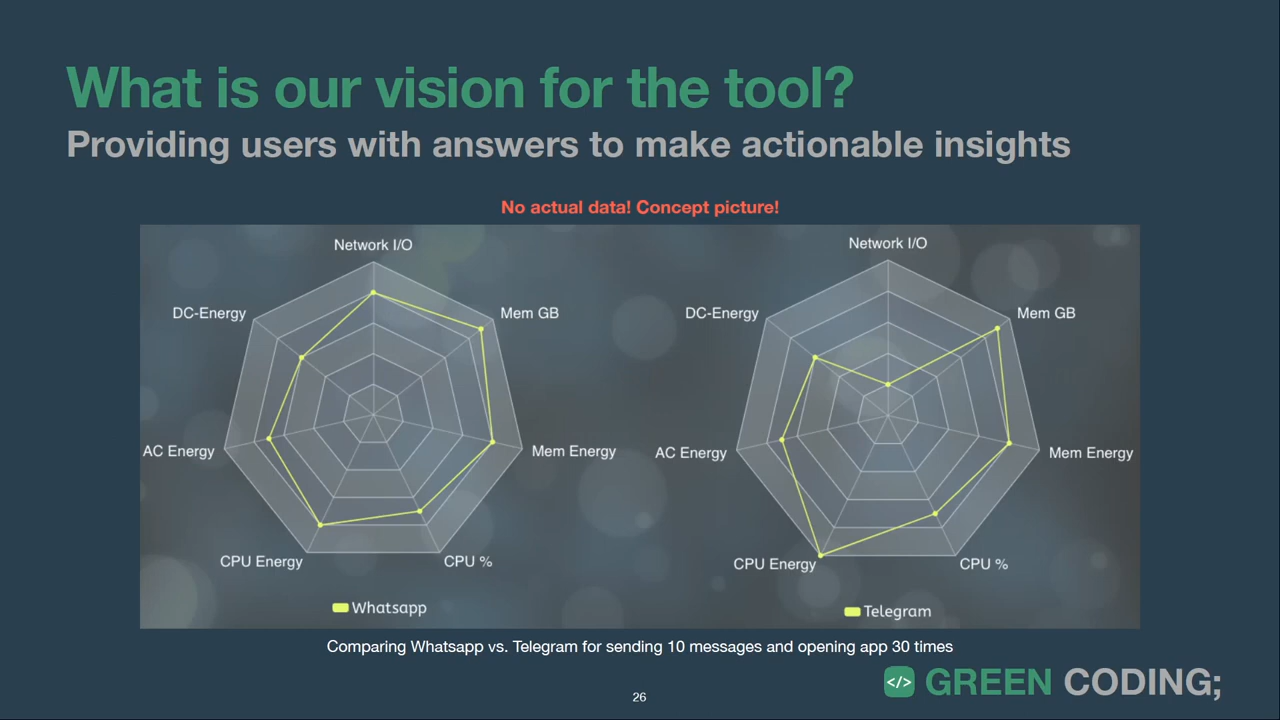 What is our vision for the tool?
Providing users with answers to make actionable insights
No actual data! Concept picture!
Network I/O
DC-Energy
Mem GB
AC Energy
Mem Energy
CPU Energy
CPU %
Whatsapp
Network I/O
DC-Energy
Mem GB
AC Energy
Mem Energy
CPU Energy
CPU %
Telegram
Comparing Whatsapp vs. Telegram for sending 10 messages and opening app 30 times
</> GREEN CODING;
26